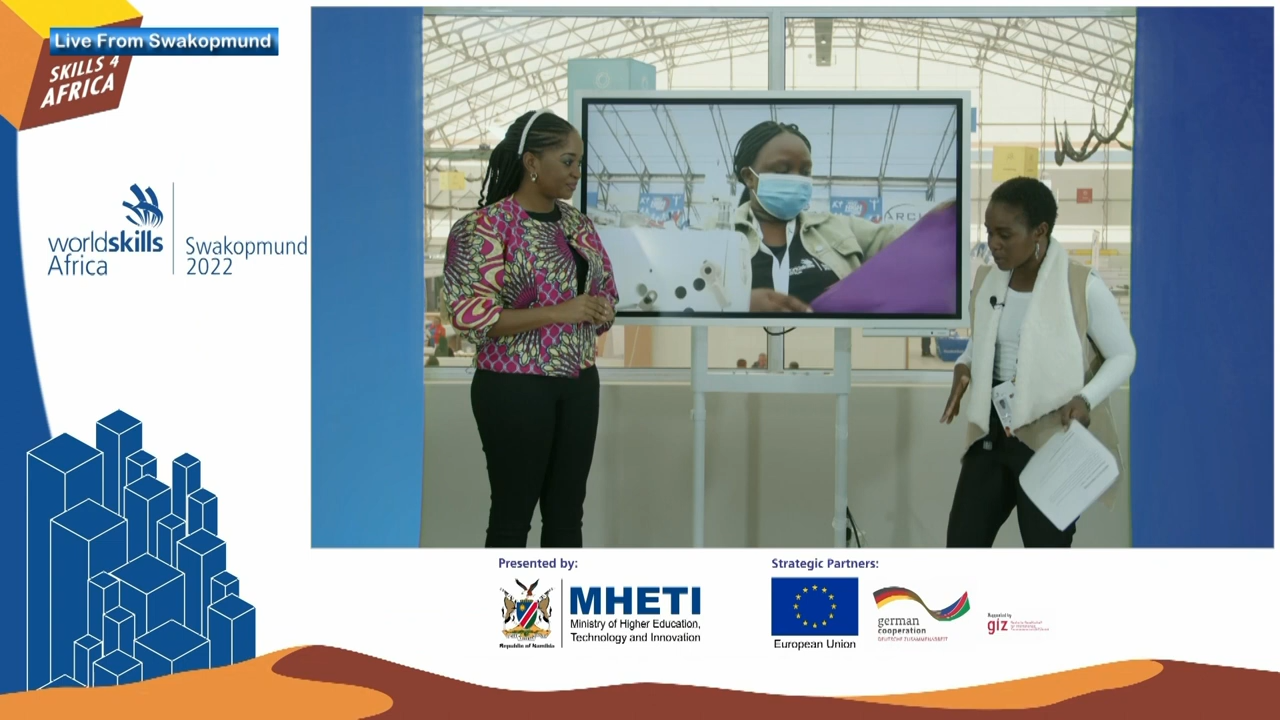 Live From Swakopmund
SKILLS 4
AFRICA
worldskills
Africa
Swakopmund
2022
ARCH
Presented by:
MHETI
Ministry of Higher Education,
Technology and Innovation
Republic of Namibia
Strategic Partners:
European Union
german
cooperation
DEUTSCHE ZUSAMMENARBEIT
Supported by
giz